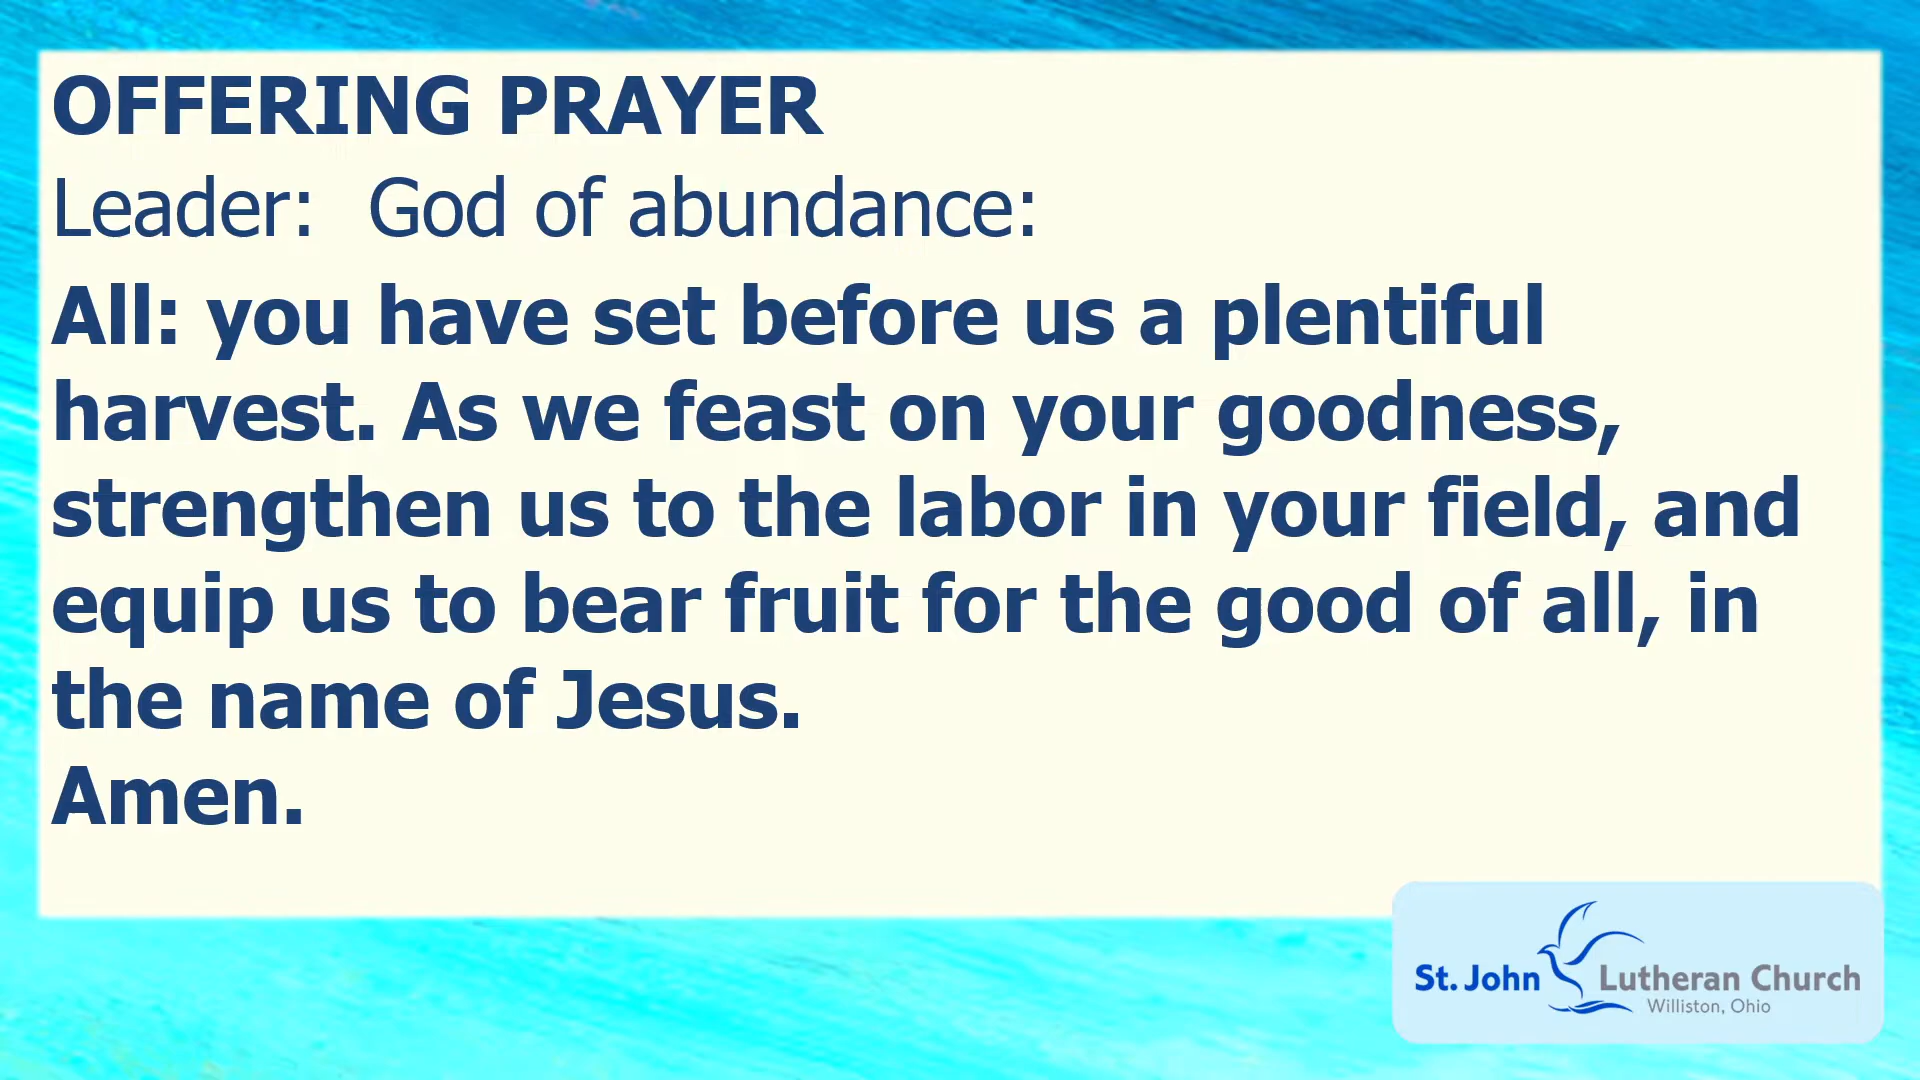 OFFERING PRAYER
Leader:  God of abundance:
All: you have set before us a plentiful
harvest. As we feast on your goodness,
strengthen us to the labor in your field, and
equip us to bear fruit for the good of all, in
the name of Jesus.
Amen.
St. John Lutheran Church
Williston, Ohio